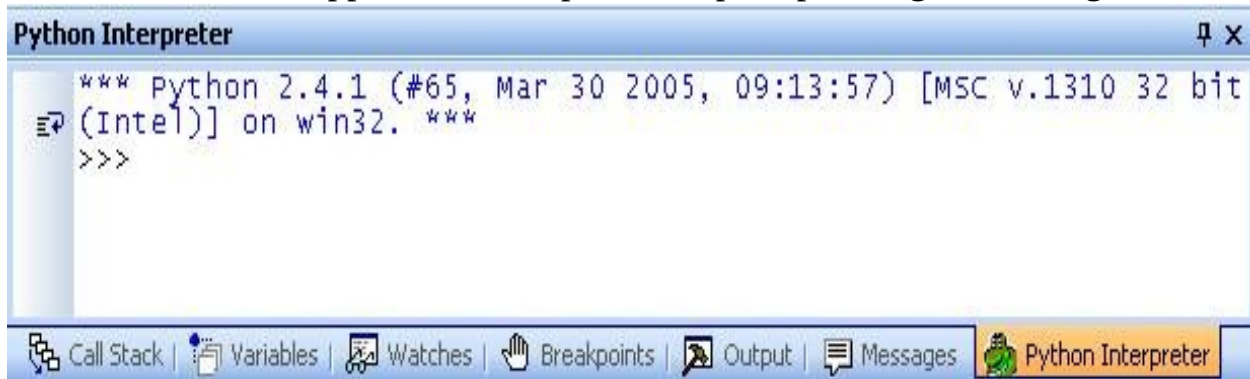 Python Interpreter
*** Python 2.4.1 (#65, Mar 30 2005, 09:13:57) [MSC v.1310 32 bit
(Intel)] on win32. ***
>>>
Call Stack | Variables | Watches | Breakpoints | Output | Messages Python Interpreter